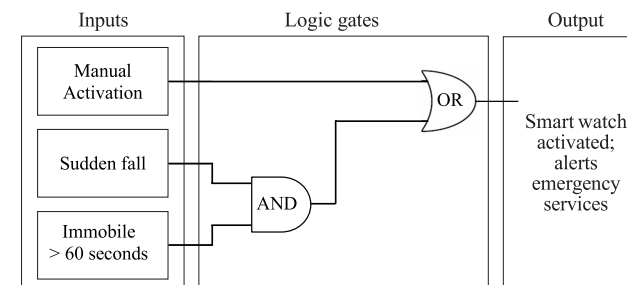 Inputs
Logic gates
Output
Manual
Activation
OR
Smart watch
activated;
alerts
emergency
services
Sudden fall
AND
Immobile
> 60 seconds